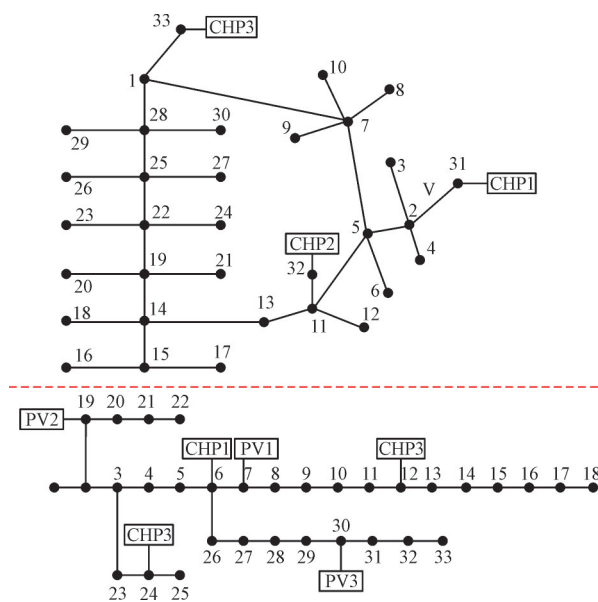 33 CHP3
10
1
8
28 30 7
29 9
3 31
25 27
26 V CHP1
2
22 5
23 24 CHP2 4
32
19 6
20 21
13
18 14 12
11
16 15 17
19 20 21 22
PV2
CHP1 PV1 CHP3
3 4 5 6 7 8 9 10 11 12 13 14 15 16 17 18
CHP3 30
26 27 28 29 31 32 33
23 24 25 PV3